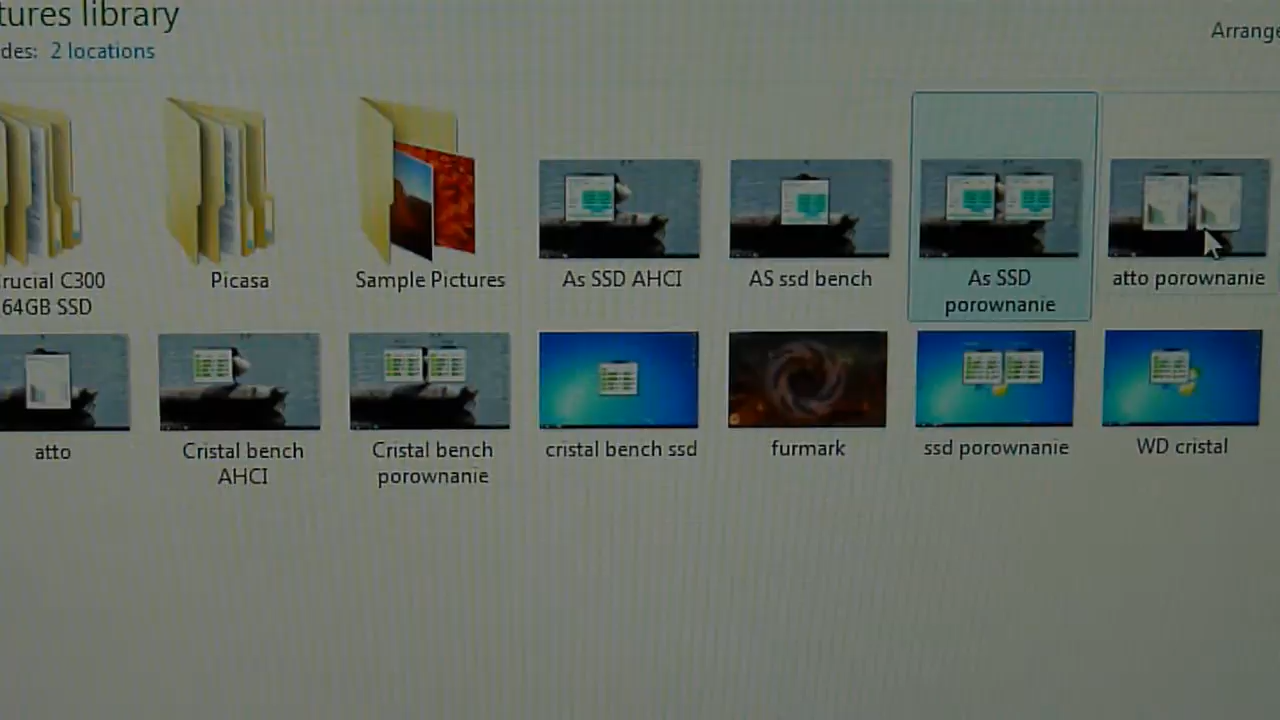 tures library
des: 2 locations
Arrange
rucial C300
64GB SSD
Picasa
Sample Pictures
As SSD AHCI
AS ssd bench
As SSD
porownanie
atto porownanie
atto
Cristal bench
AHCI
Cristal bench
porownanie
cristal bench ssd
furmark
ssd porownanie
WD cristal